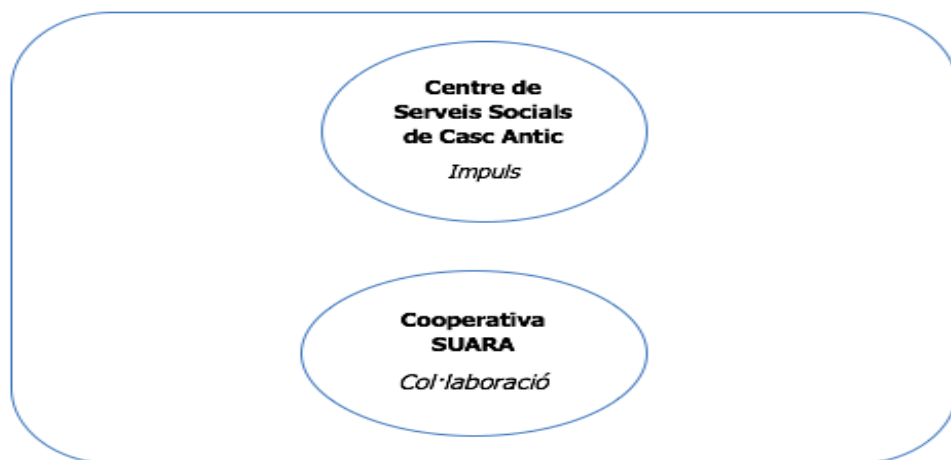 Centre de
Serveis Socials
de Casc Antic
Impuls
Cooperativa
SUARA
Col·laboració